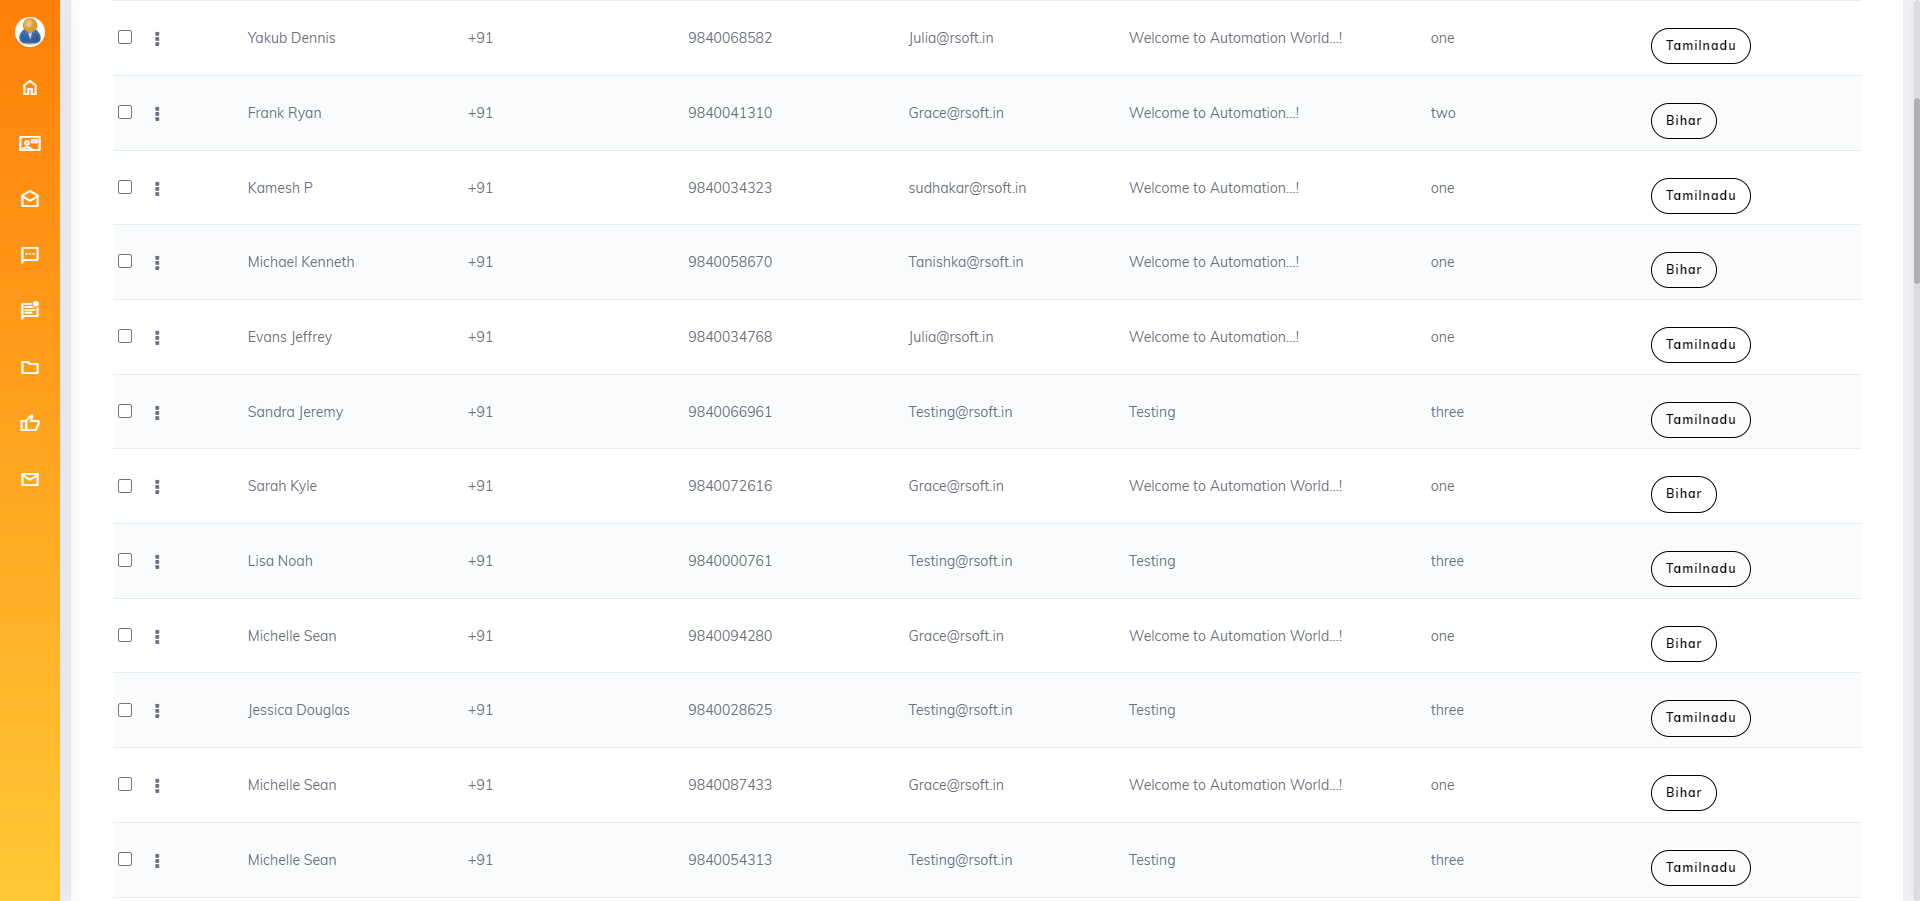 Yakub Dennis +91 9840068582 Julia@rsoft.in Welcome to Automation World...! one Tamilnadu
Frank Ryan +91 9840041310 Grace@rsoft.in Welcome to Automation...! two Bihar
Kamesh P +91 9840034323 sudhakar@rsoft.in Welcome to Automation...! one Tamilnadu
Michael Kenneth +91 9840058670 Tanishka@rsoft.in Welcome to Automation...! one Bihar
Evans Jeffrey +91 9840034768 Julia@rsoft.in Welcome to Automation...! one Tamilnadu
Sandra Jeremy +91 9840066961 Testing@rsoft.in Testing three Tamilnadu
Sarah Kyle +91 9840072616 Grace@rsoft.in Welcome to Automation World...! one Bihar
Lisa Noah +91 9840000761 Testing@rsoft.in Testing three Tamilnadu
Michelle Sean +91 9840094280 Grace@rsoft.in Welcome to Automation World...! one Bihar
Jessica Douglas +91 9840028625 Testing@rsoft.in Testing three Tamilnadu
Michelle Sean +91 9840087433 Grace@rsoft.in Welcome to Automation World...! one Bihar
Michelle Sean +91 9840054313 Testing@rsoft.in Testing three Tamilnadu